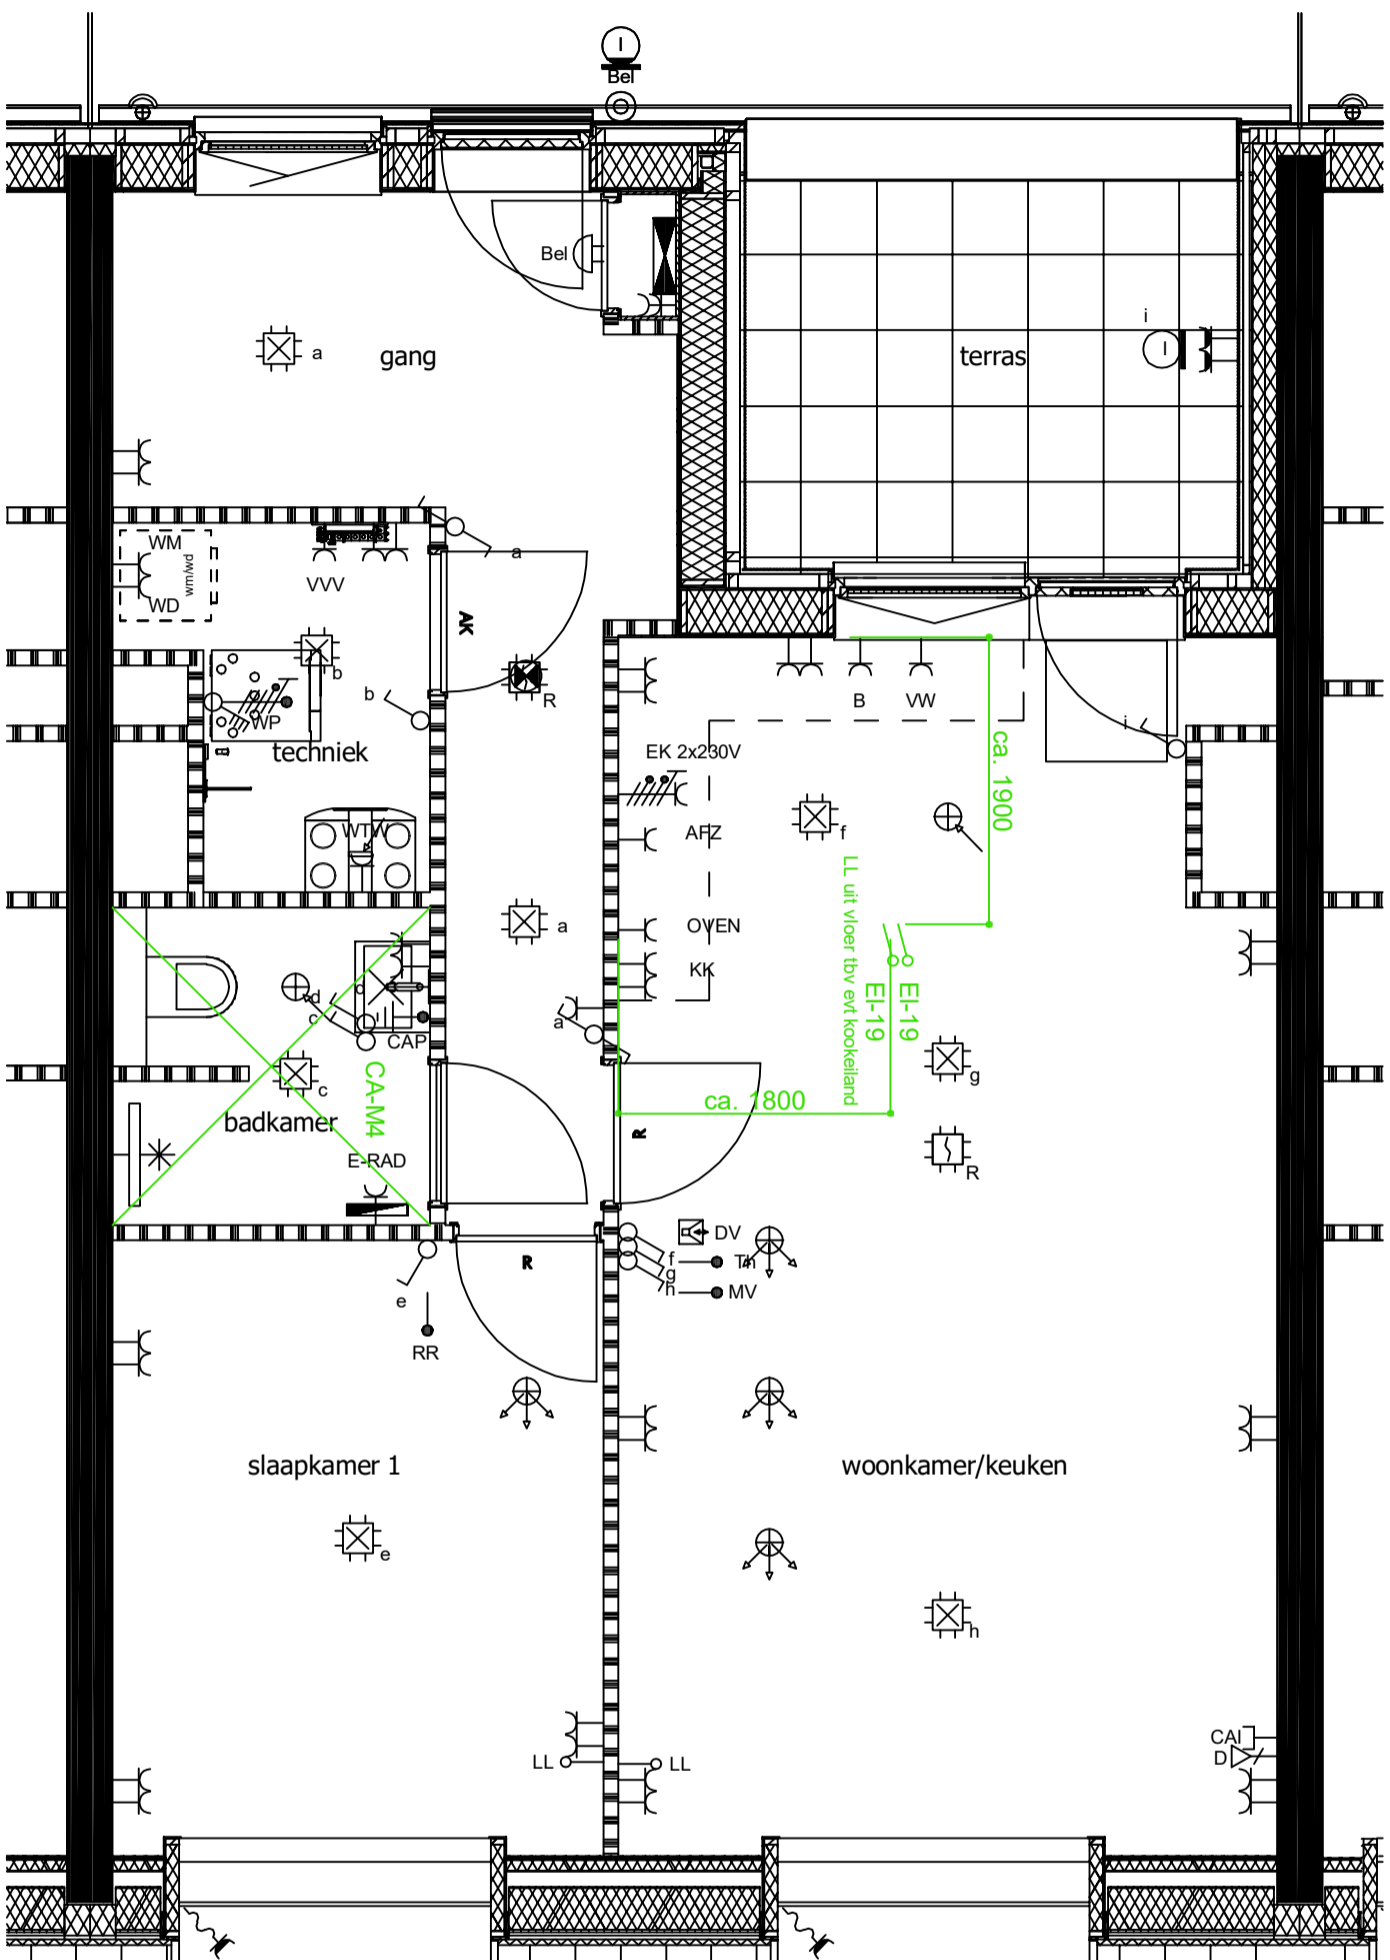 I
Bel
Bel
a
gang
i
I
terras
WM
wm/wd
WD
VVV
a
AK
b
b
WP
techniek
R
B
VW
i
EK 2x230V
ca. 1900
f
AFZ
WTW
LL uit vloer tbv evt kookeiland
a
OVEN
KK
d
c
d
CAP
a
EI-19
EI-19
g
c
CA-M4
badkamer
ca. 1800
R
E-RAD
R
DV
f
Th
g
h
MV
R
e
RR
slaapkamer 1
woonkamer/keuken
e
h
CAI
D
LL
LL